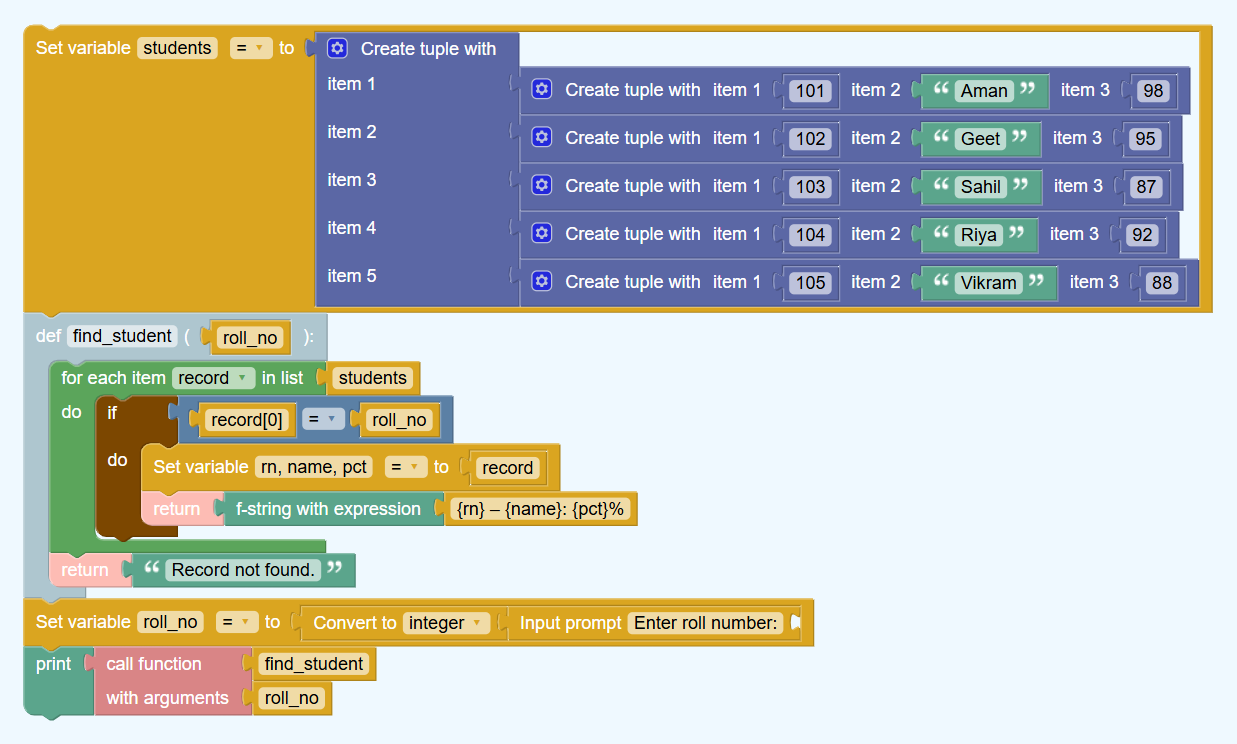 Set variable students = to Create tuple with
item 1 Create tuple with item 1 101 item 2 “ Aman ” item 3 98
item 2 Create tuple with item 1 102 item 2 “ Geet ” item 3 95
item 3 Create tuple with item 1 103 item 2 “ Sahil ” item 3 87
item 4 Create tuple with item 1 104 item 2 “ Riya ” item 3 92
item 5 Create tuple with item 1 105 item 2 “ Vikram ” item 3 88
def find_student ( roll_no ):
for each item record in list students
do if record[0] = roll_no
do Set variable rn, name, pct = to record
return f-string with expression {rn} – {name}: {pct}%
return “ Record not found. ”
Set variable roll_no = to Convert to integer Input prompt Enter roll number:
print call function find_student
with arguments roll_no